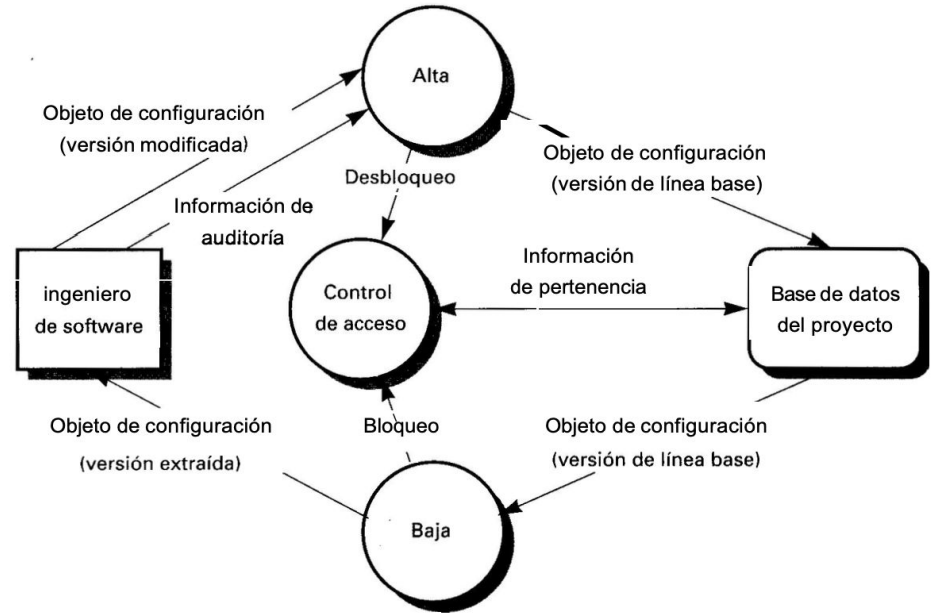 Alta
Objeto de configuración
(versión modificada)
Objeto de configuración
(versión de línea base)
Desbloqueo
Información de
auditoría
Información
de pertenencia
ingeniero
de software
Control
de acceso
Base de datos
del proyecto
Objeto de configuración
(versión extraída)
Bloqueo
Objeto de configuración
(versión de línea base)
Baja